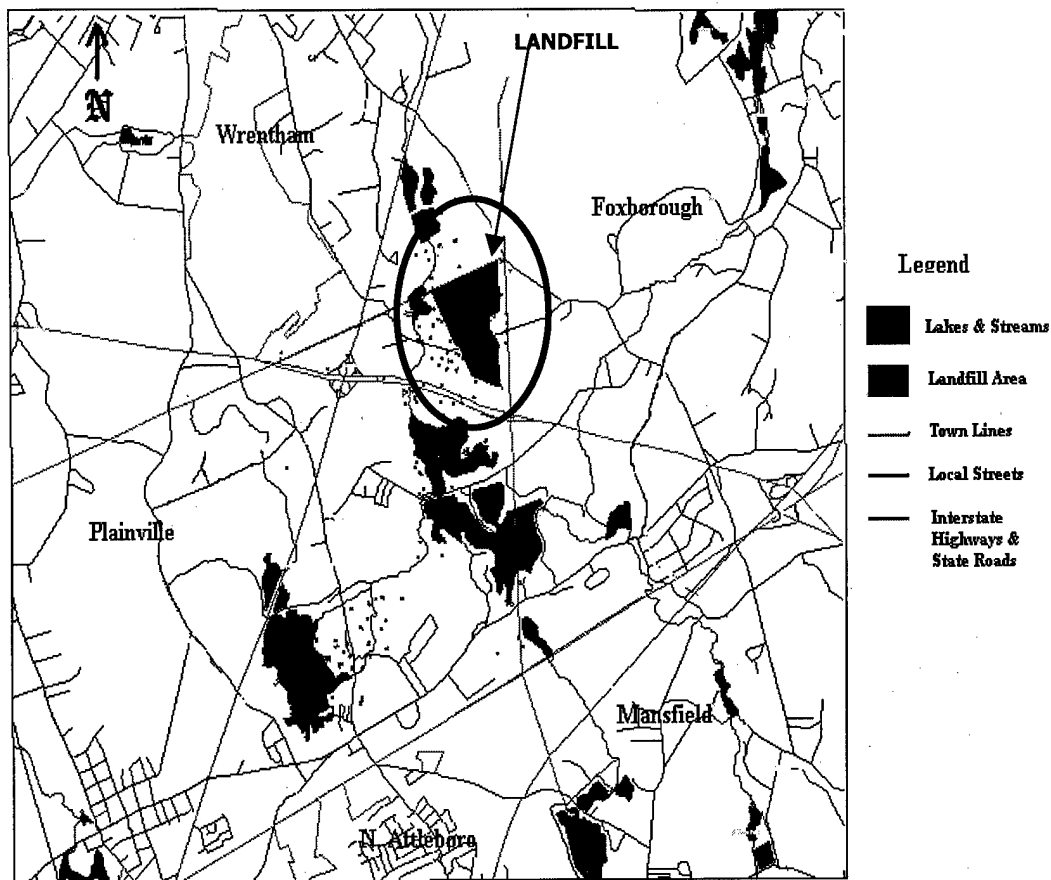 LANDFILL
N
Wrentham
Foxborough
Plainville
Mansfield
N. Attleboro
Legend
Lakes & Streams
Landfill Area
Town Lines
Local Streets
Interstate
Highways &
State Roads